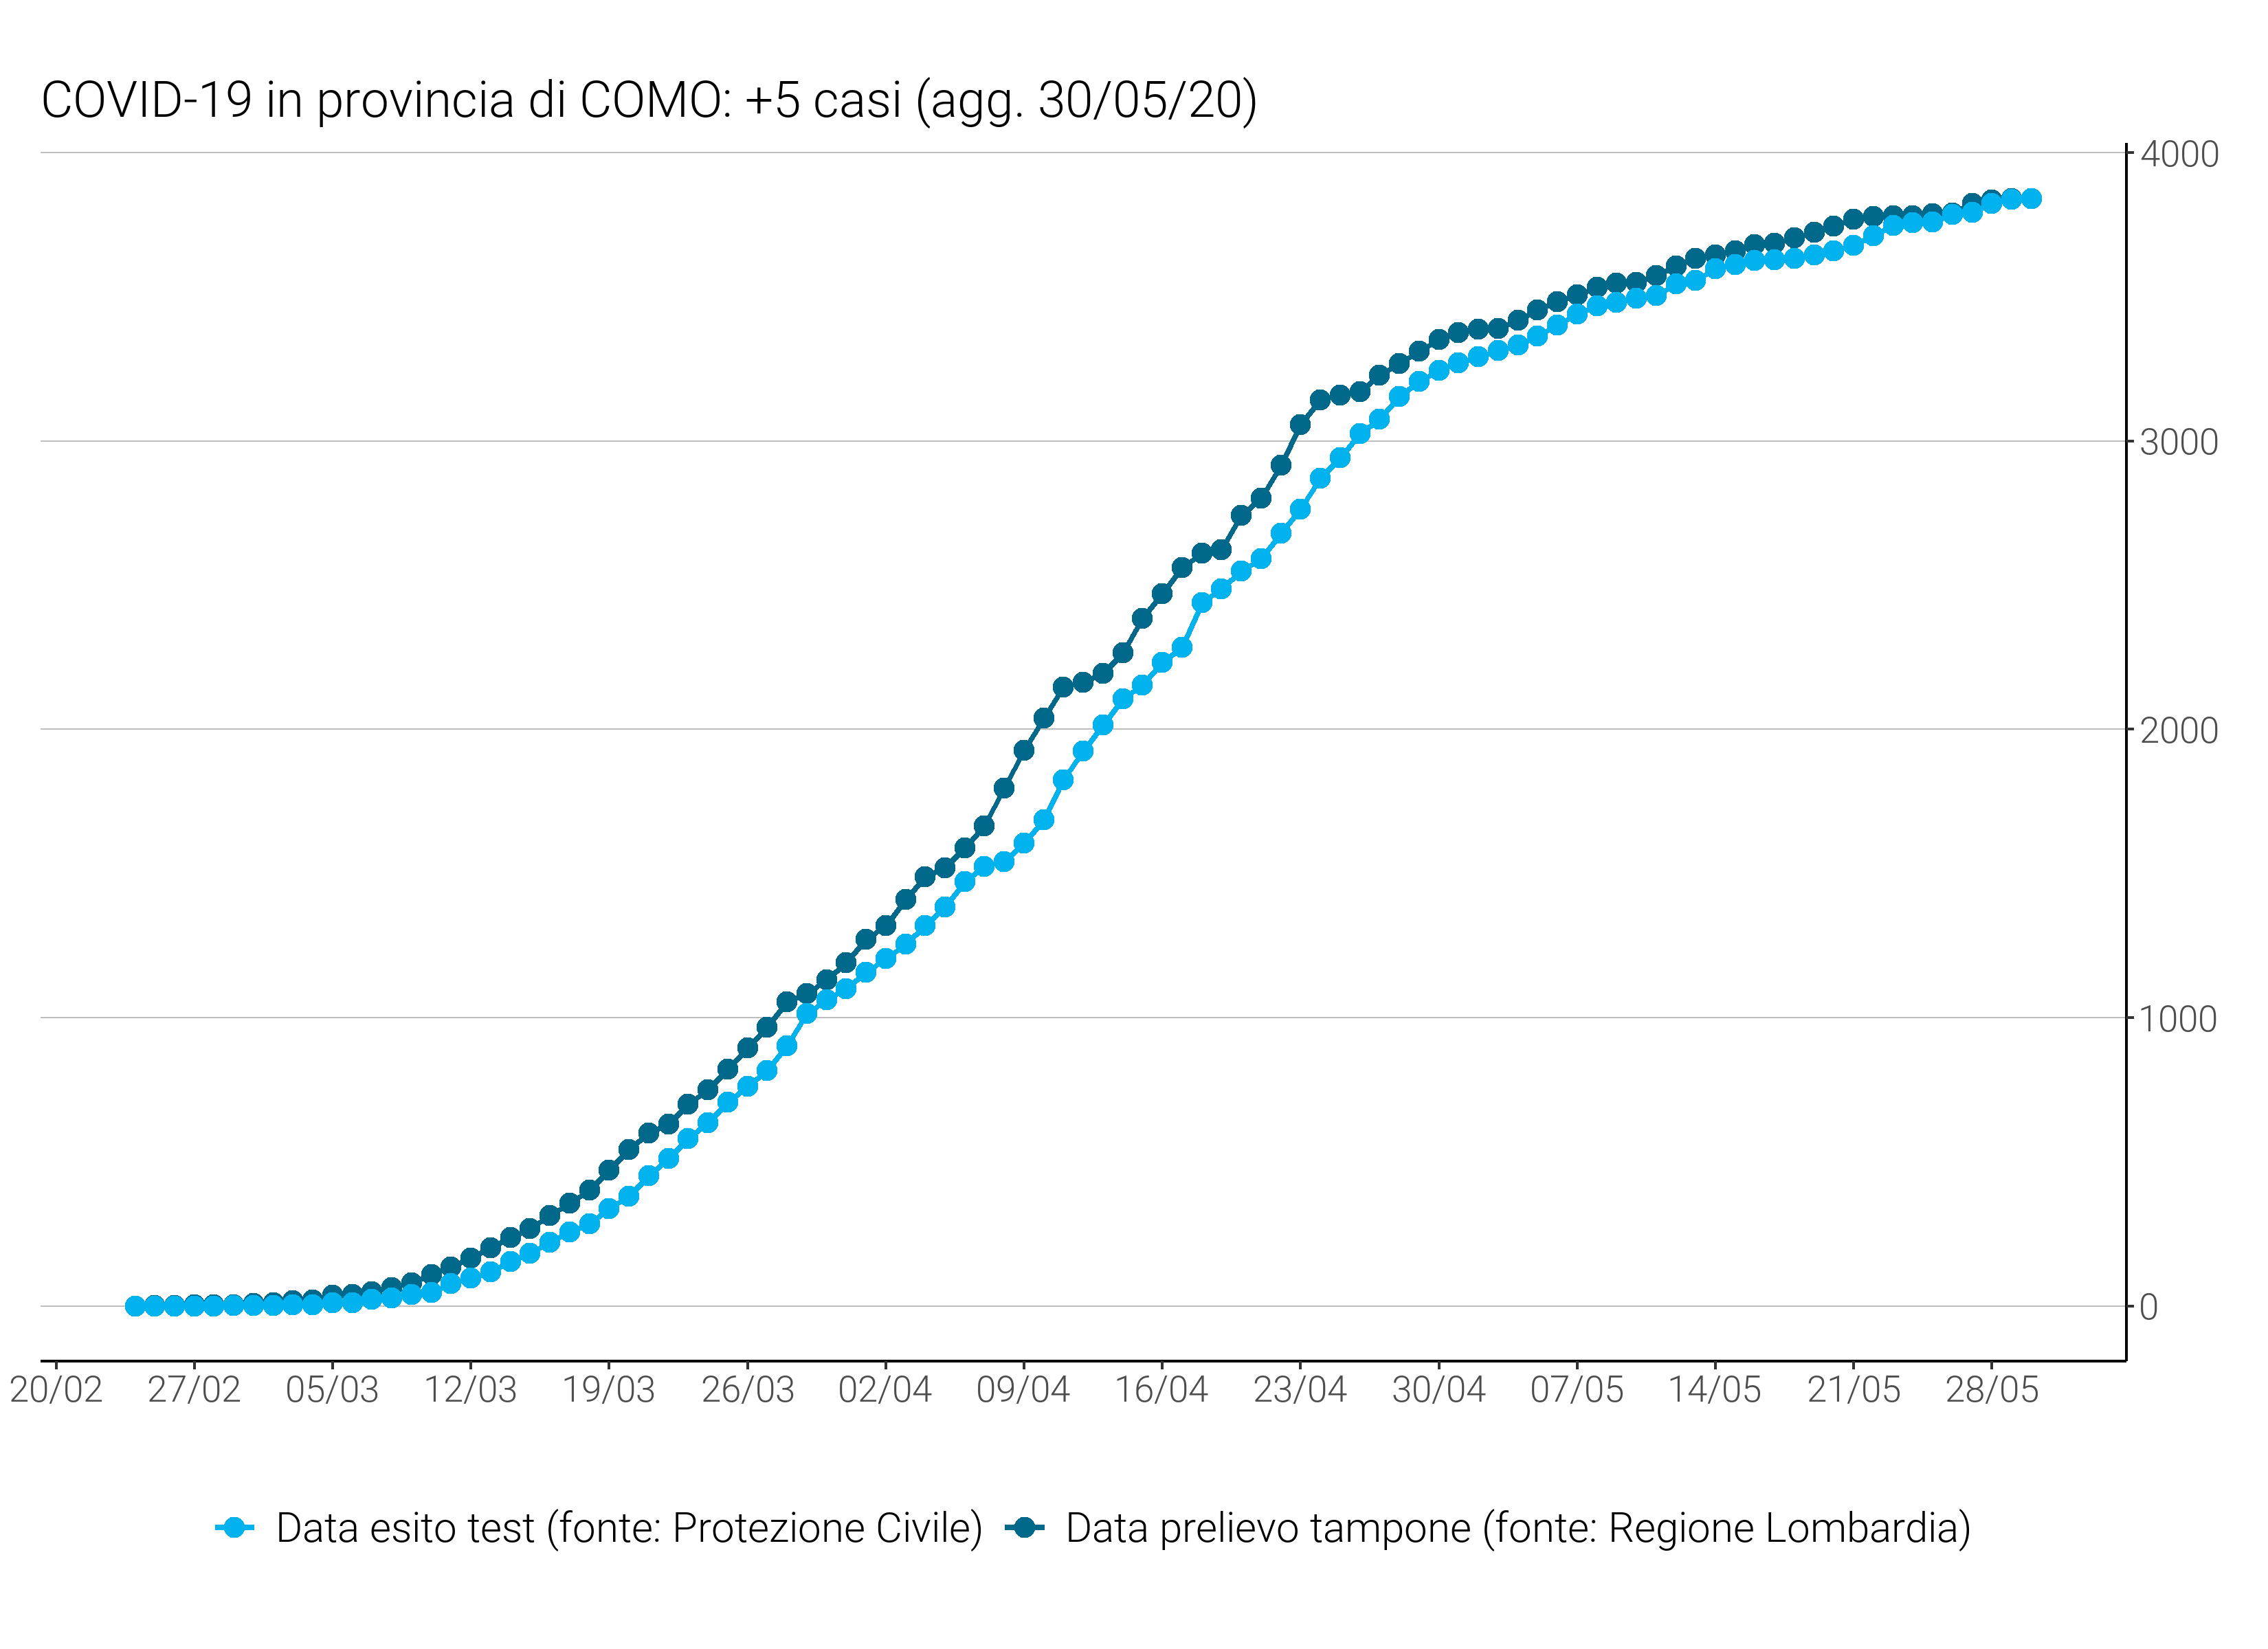 COVID-19 in provincia di COMO: +5 casi (agg. 30/05/20)
4000
3000
2000
1000
0
20/02 27/02 05/03 12/03 19/03 26/03 02/04 09/04 16/04 23/04 30/04 07/05 14/05 21/05 28/05
Data esito test (fonte: Protezione Civile) Data prelievo tampone (fonte: Regione Lombardia)